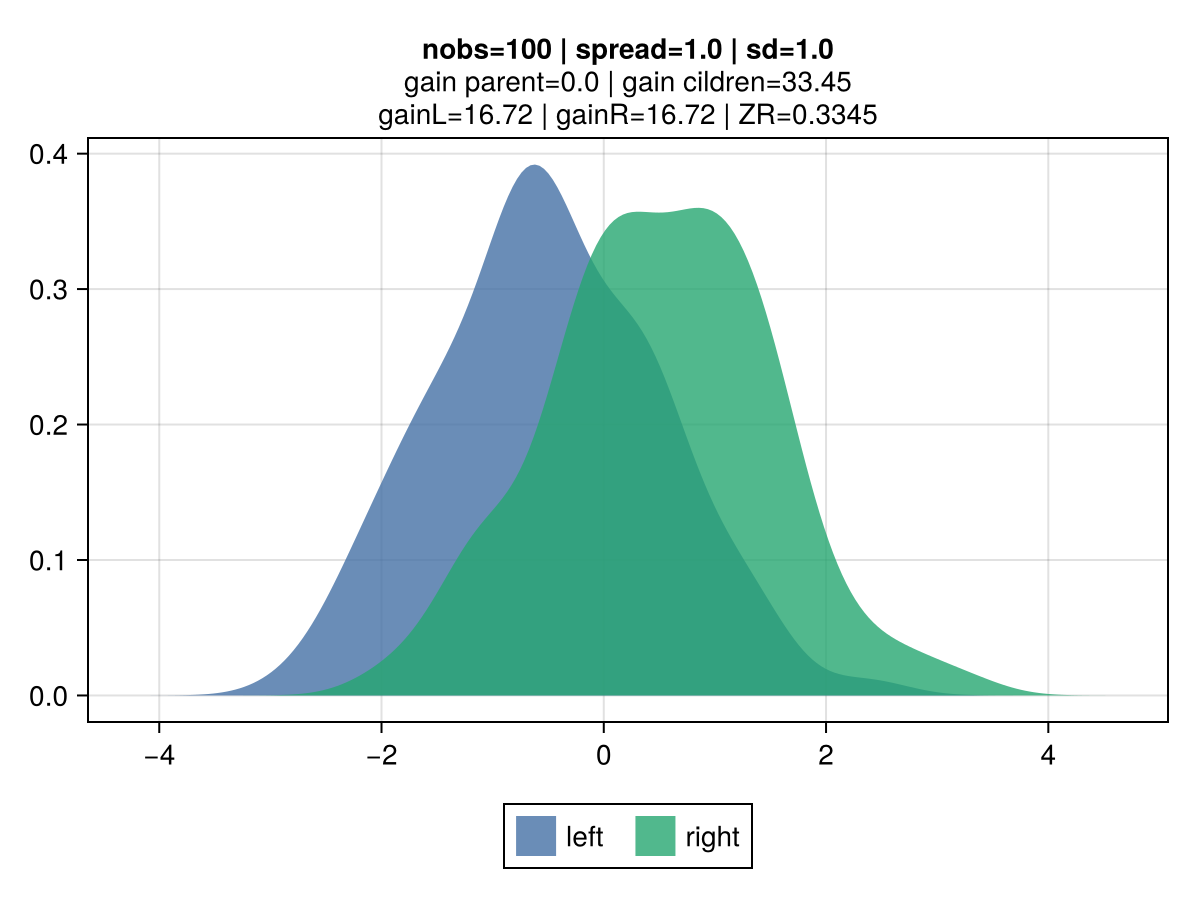 nobs=100 | spread=1.0 | sd=1.0
gain parent=0.0 | gain cildren=33.45
gainL=16.72 | gainR=16.72 | ZR=0.3345
0.4
0.3
0.2
0.1
0.0
−4 −2 0 2 4
left right